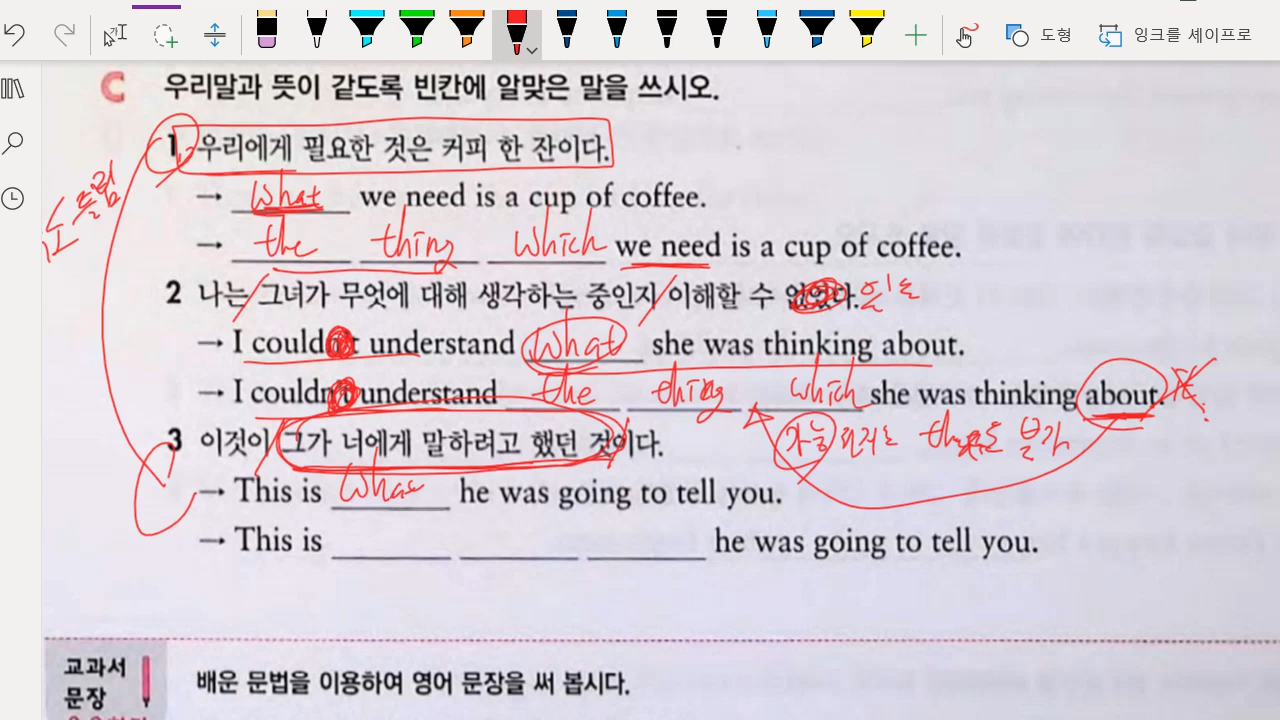 도형
잉크를 셰이프로
C 우리말과 뜻이 같도록 빈칸에 알맞은 말을 쓰시오.
1 우리에게 필요한 것은 커피 한 잔이다.
→ what we need is a cup of coffee.
→ the thing which we need is a cup of coffee.
2 나는 그녀가 무엇에 대해 생각하는 중인지 이해할 수 다.
→ I could understand what she was thinking about.
→ I couldn't understand the thing which she was thinking about.
3 이것이 그가 너에게 말하려고 했던 것이다.
→ This is what he was going to tell you.
→ This is he was going to tell you.
교과서
문장
배운 문법을 이용하여 영어 문장을 써 봅시다.